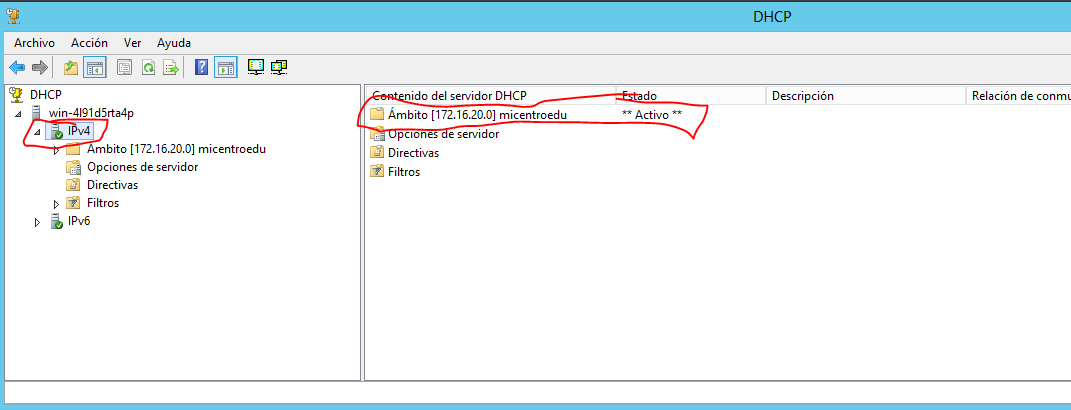 DHCP
Archivo Acción Ver Ayuda
DHCP
win-4l91d5rta4p
IPv4
Ámbito [172.16.20.0] micentroedu
Opciones de servidor
Directivas
Filtros
IPv6
Contenido del servidor DHCP Estado Descripción Relación de conmu
Ámbito [172.16.20.0] micentroedu ** Activo **
Opciones de servidor
Directivas
Filtros